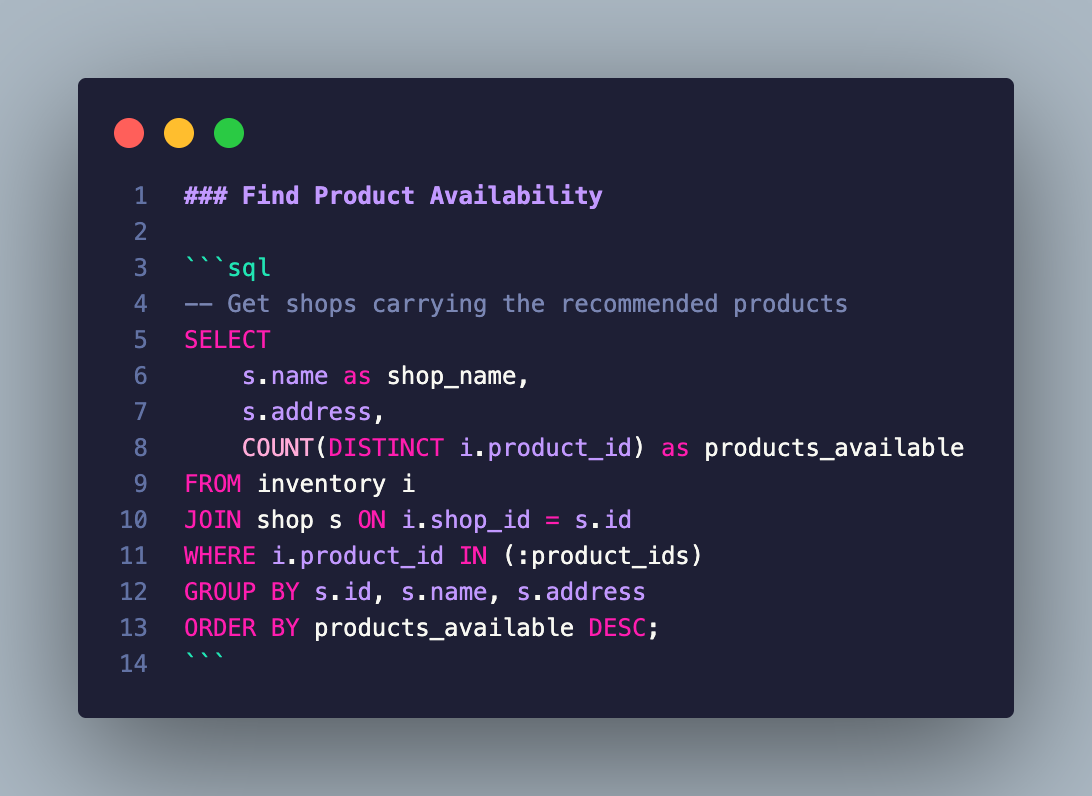 1 ### Find Product Availability
2
3 ```sql
4 -- Get shops carrying the recommended products
5 SELECT
6     s.name as shop_name,
7     s.address,
8     COUNT(DISTINCT i.product_id) as products_available
9 FROM inventory i
10 JOIN shop s ON i.shop_id = s.id
11 WHERE i.product_id IN (:product_ids)
12 GROUP BY s.id, s.name, s.address
13 ORDER BY products_available DESC;
14 ```